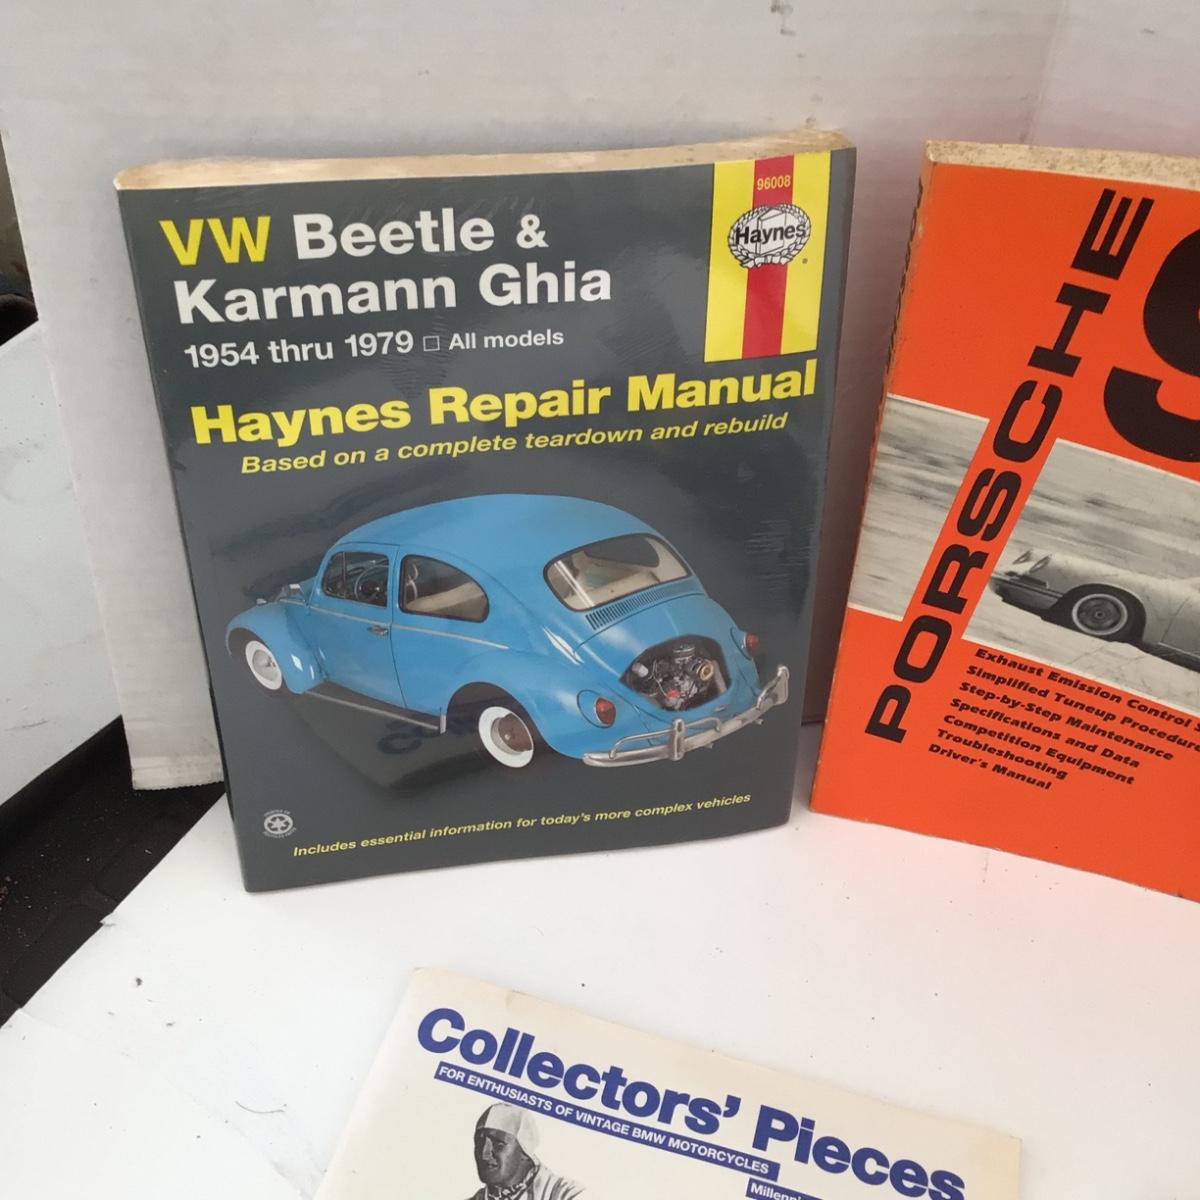 VW Beetle &
Karmann Ghia
1954 thru 1979 □ All models
Haynes Repair Manual
Based on a complete teardown and rebuild
96008
Haynes
Includes essential information for today's more complex vehicles
PORSCHE
Exhaust Emission Control
Simplified Tuneup Procedures
Step-by-Step Maintenance
Specifications and Data
Competition Equipment
Troubleshooting
Driver's Manual
Collectors' Pieces
FOR ENTHUSIASTS OF VINTAGE BMW MOTORCYCLES